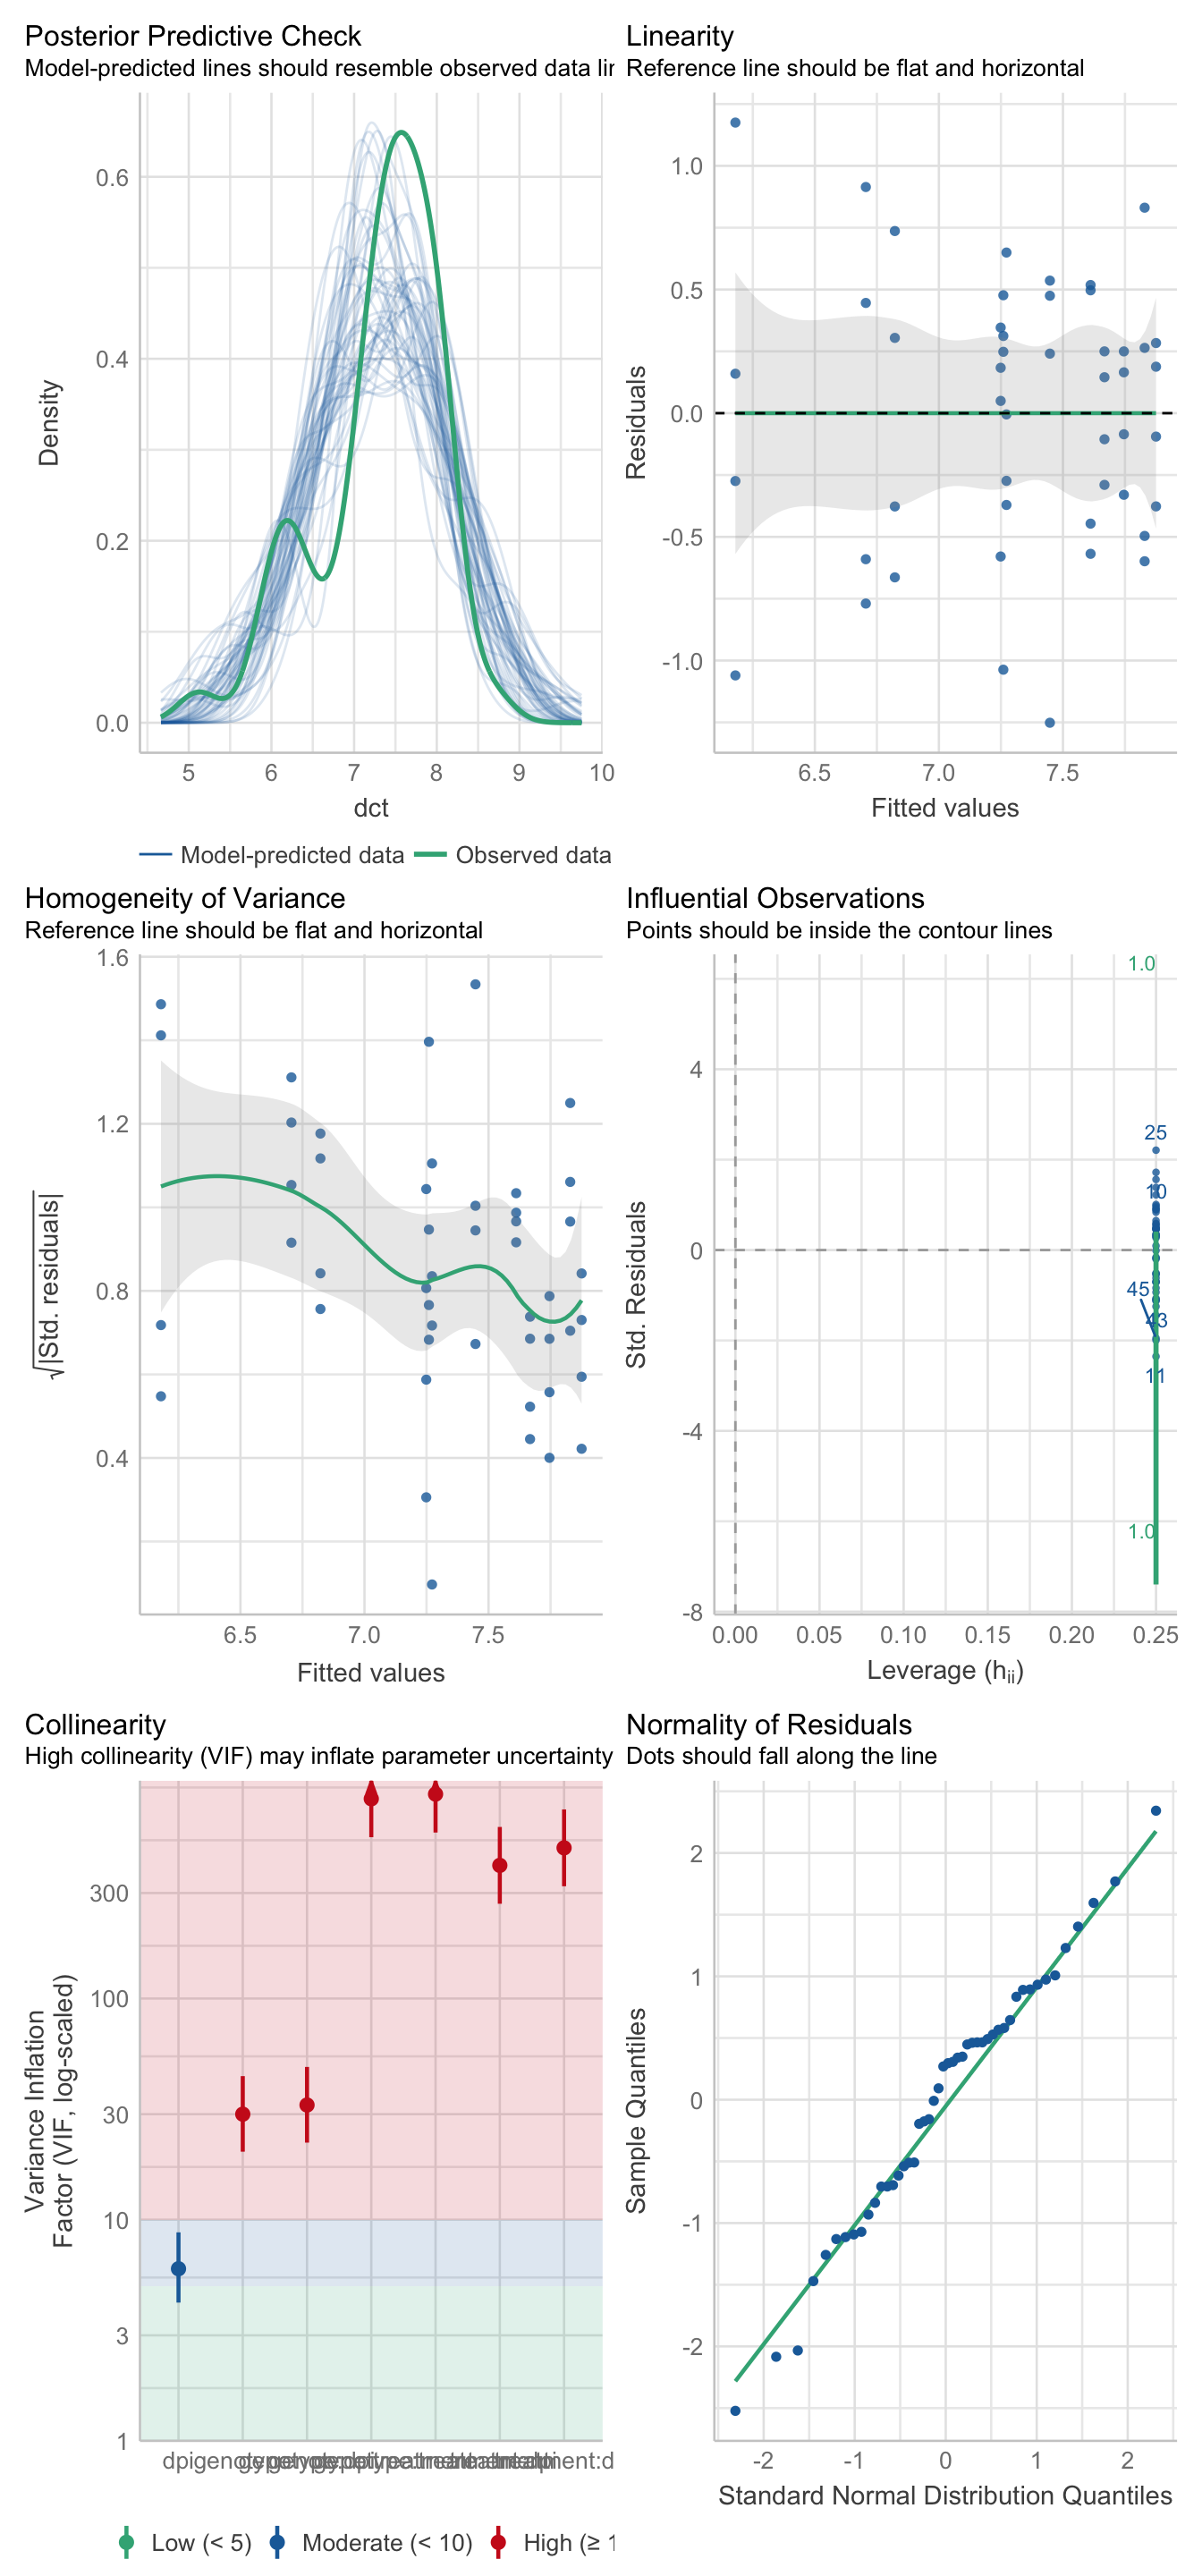 Posterior Predictive Check
Model-predicted lines should resemble observed data lir
Density
0.6
0.4
0.2
0.0
5 6 7 8 9 10
dct
Model-predicted data Observed data
Linearity
Reference line should be flat and horizontal
Residuals
1.0
0.5
0.0
-0.5
-1.0
6.5 7.0 7.5
Fitted values
Homogeneity of Variance
Reference line should be flat and horizontal
√|Std. residuals|
1.6
1.2
0.8
0.4
6.5 7.0 7.5
Fitted values
Influential Observations
Points should be inside the contour lines
Std. Residuals
4
0
-4
-8
1.0
25
10
45
43
11
1.0
0.00 0.05 0.10 0.15 0.20 0.25
Leverage (hii)
Collinearity
High collinearity (VIF) may inflate parameter uncertainty
Variance Inflation
Factor (VIF, log-scaled)
300
100
30
10
3
1
Low (< 5) Moderate (< 10) High (≥ 1
Normality of Residuals
Dots should fall along the line
Sample Quantiles
2
1
0
-1
-2
-2 -1 0 1 2
Standard Normal Distribution Quantiles